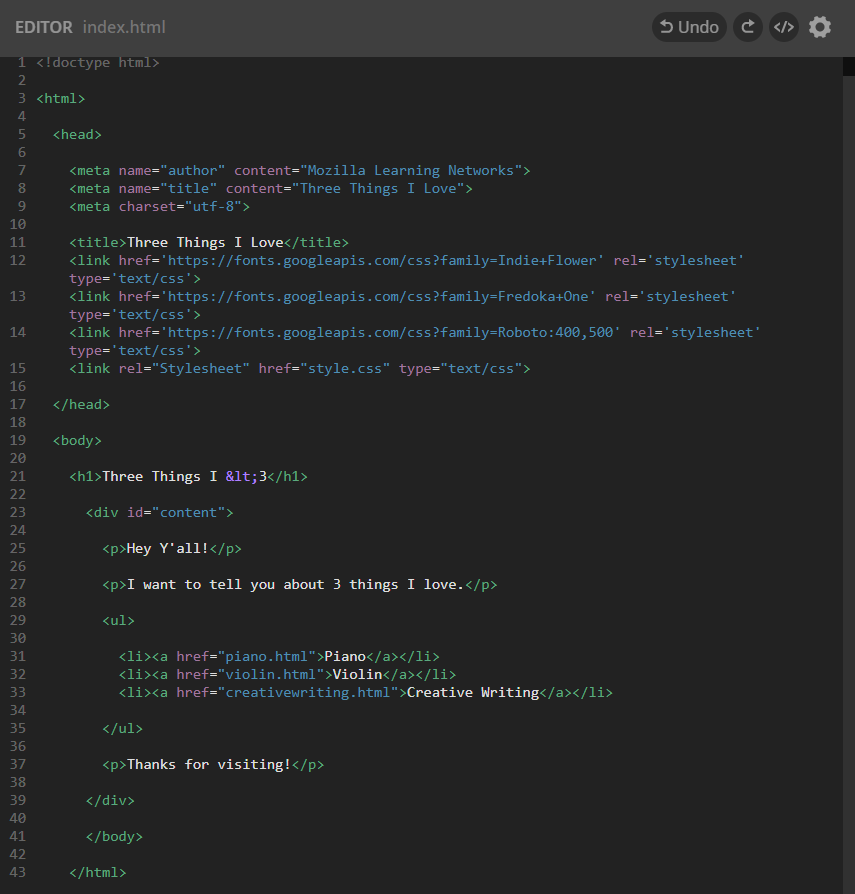 EDITOR index.html Undo </>
1 <!doctype html>
2
3 <html>
4
5 <head>
6
7 <meta name="author" content="Mozilla Learning Networks">
8 <meta name="title" content="Three Things I Love">
9 <meta charset="utf-8">
10
11 <title>Three Things I Love</title>
12 <link href='https://fonts.googleapis.com/css?family=Indie+Flower' rel='stylesheet'
type='text/css'>
13 <link href='https://fonts.googleapis.com/css?family=Fredoka+One' rel='stylesheet'
type='text/css'>
14 <link href='https://fonts.googleapis.com/css?family=Roboto:400,500' rel='stylesheet'
type='text/css'>
15 <link rel="Stylesheet" href="style.css" type="text/css">
16
17 </head>
18
19 <body>
20
21 <h1>Three Things I &lt;3</h1>
22
23 <div id="content">
24
25 <p>Hey Y'all!</p>
26
27 <p>I want to tell you about 3 things I love.</p>
28
29 <ul>
30
31 <li><a href="piano.html">Piano</a></li>
32 <li><a href="violin.html">Violin</a></li>
33 <li><a href="creativewriting.html">Creative Writing</a></li>
34
35 </ul>
36
37 <p>Thanks for visiting!</p>
38
39 </div>
40
41 </body>
42
43 </html>